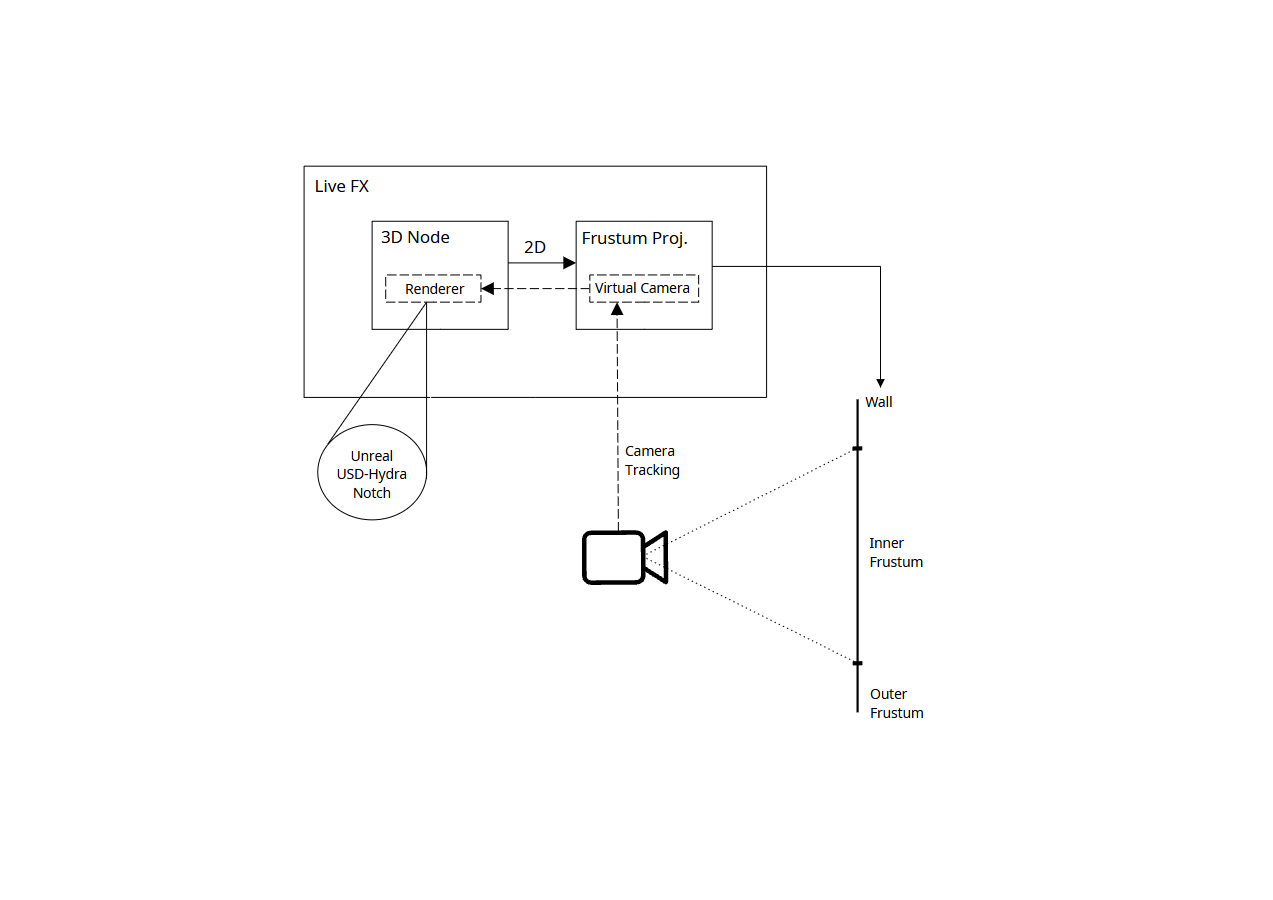 Live FX
3D Node
2D
Frustum Proj.
Renderer
Virtual Camera
Wall
Camera
Tracking
Unreal
USD-Hydra
Notch
Inner
Frustum
Outer
Frustum